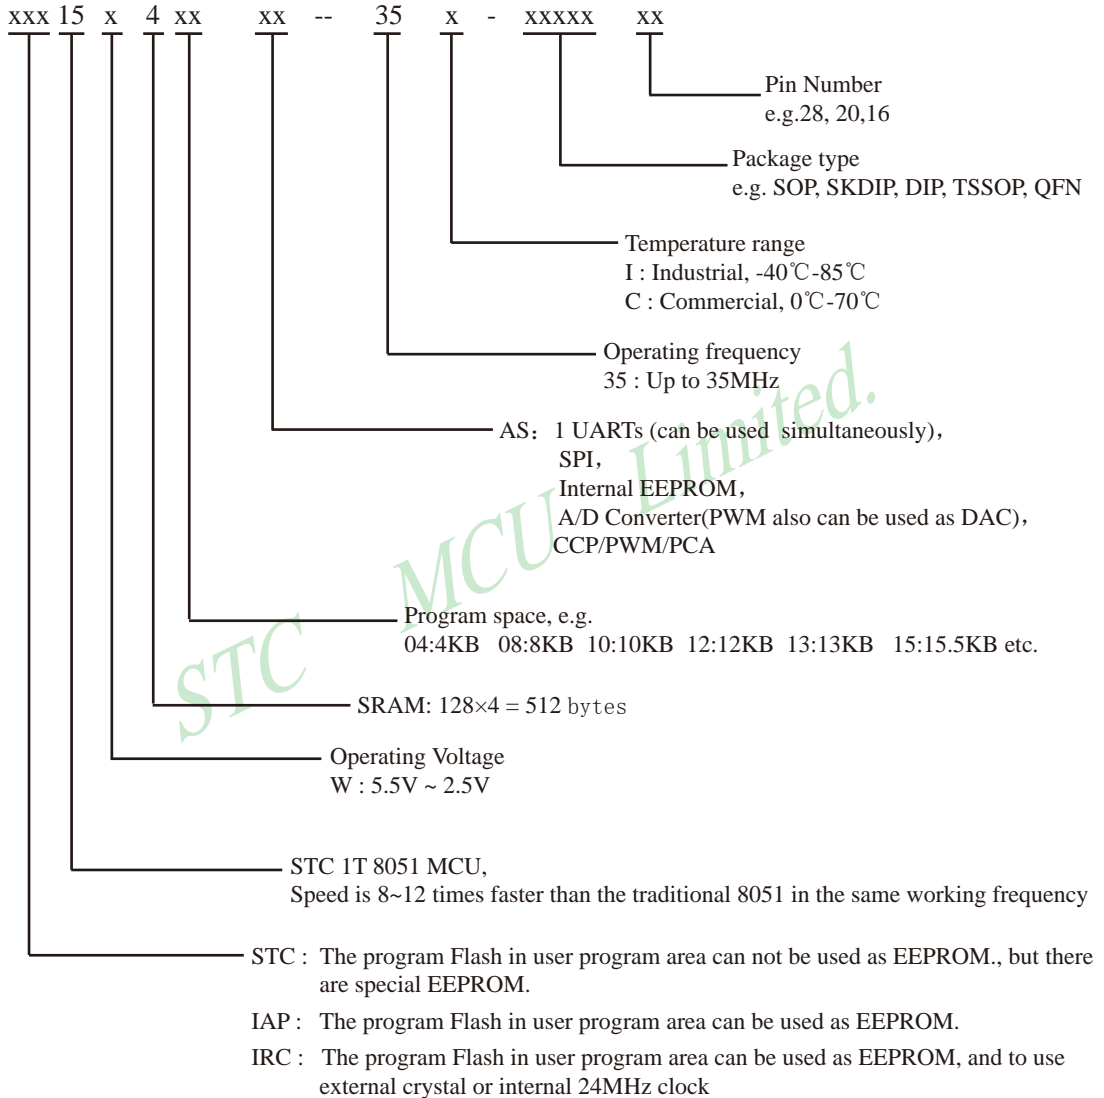 xxx 15 x 4 xx xx -- 35 x - xxxxx xx
Pin Number
e.g.28, 20,16
Package type
e.g. SOP, SKDIP, DIP, TSSOP, QFN
Temperature range
I : Industrial, -40℃-85℃
C : Commercial, 0℃-70℃
Operating frequency
35 : Up to 35MHz
AS：1 UARTs (can be used simultaneously)，
SPI，
Internal EEPROM，
A/D Converter(PWM also can be used as DAC)，
CCP/PWM/PCA
Program space, e.g.
04:4KB 08:8KB 10:10KB 12:12KB 13:13KB 15:15.5KB etc.
SRAM: 128×4 = 512 bytes
Operating Voltage
W : 5.5V ~ 2.5V
STC 1T 8051 MCU,
Speed is 8~12 times faster than the traditional 8051 in the same working frequency
STC : The program Flash in user program area can not be used as EEPROM., but there
are special EEPROM.
IAP : The program Flash in user program area can be used as EEPROM.
IRC : The program Flash in user program area can be used as EEPROM, and to use
external crystal or internal 24MHz clock
STC MCU Limited.